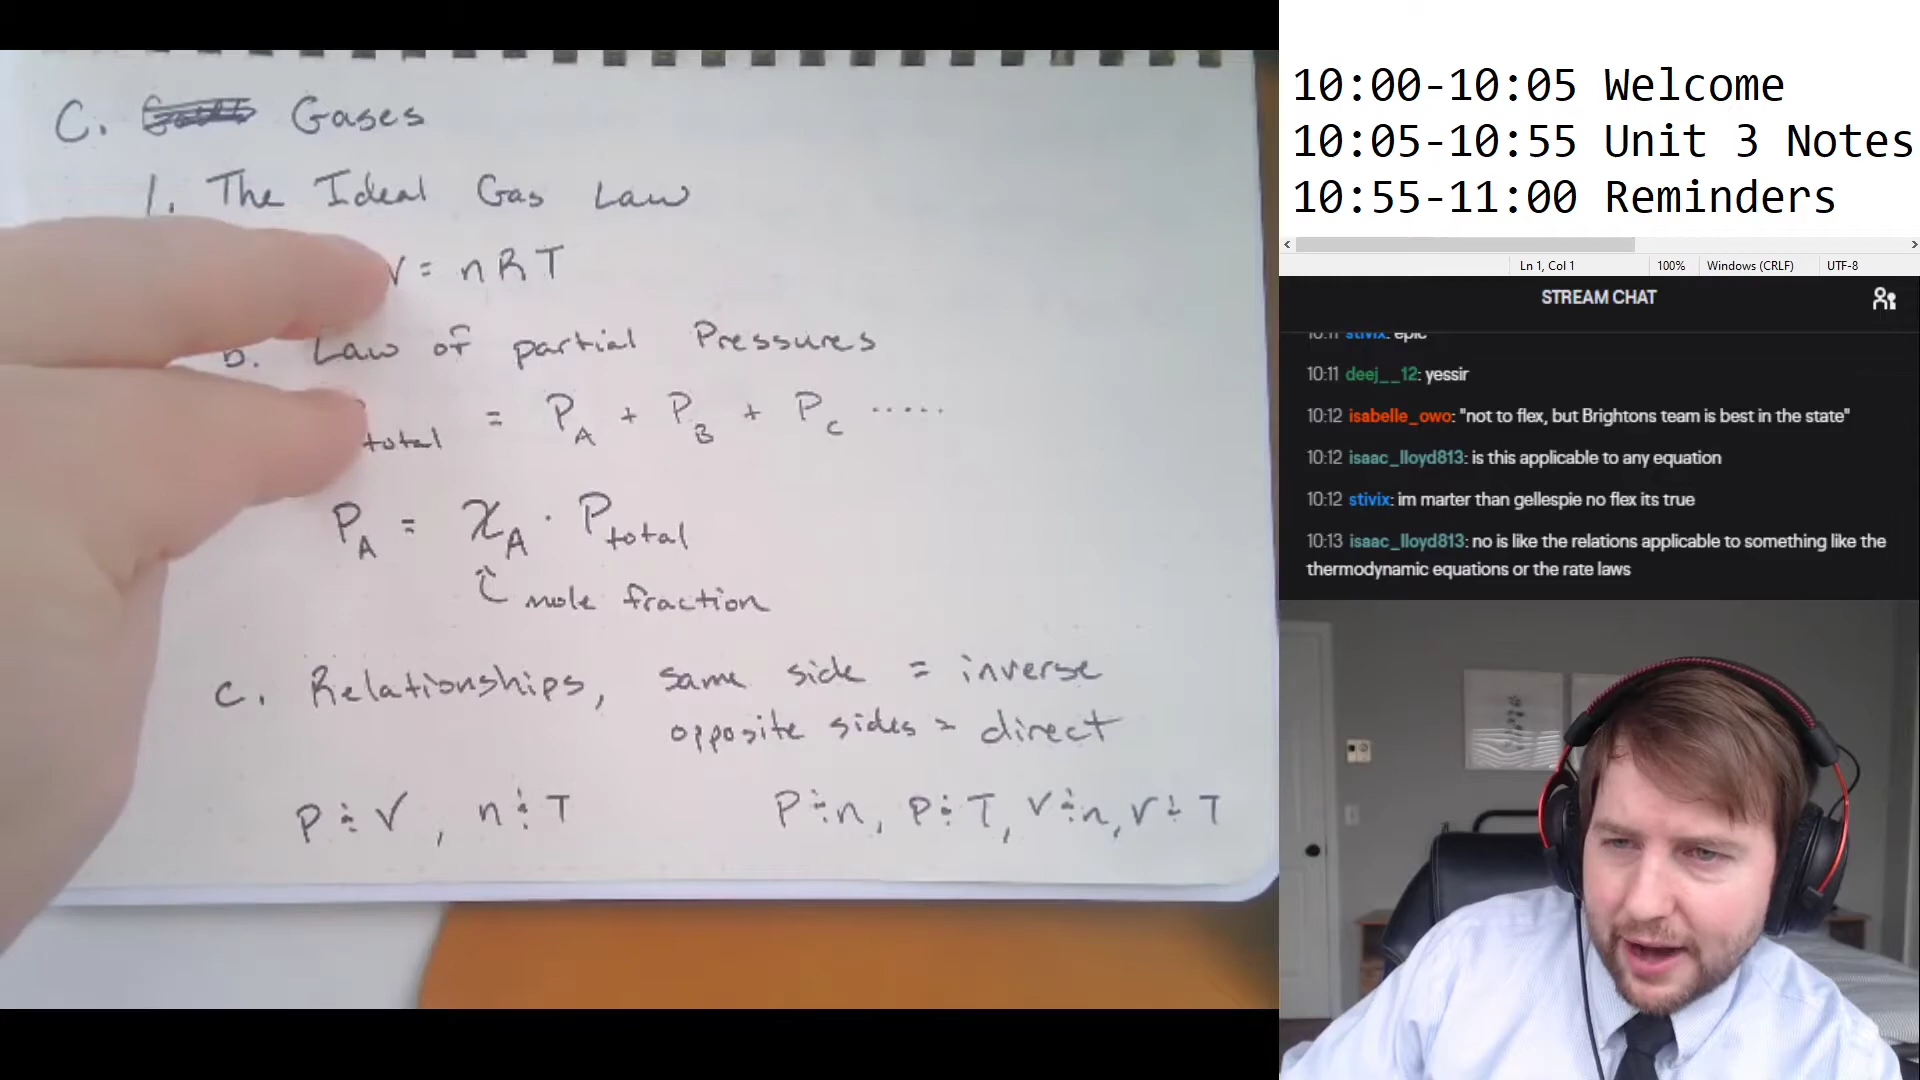 C. Gases
1. The Ideal Gas Law
V = nRT
b. Law of partial Pressures
total = PA + PB + PC .....
PA = χA · Ptotal
mole fraction
c. Relationships, same side = inverse
opposite sides = direct
P & V, n & T P & n, P & T, V & n, V & T
10:00-10:05 Welcome
10:05-10:55 Unit 3 Notes
10:55-11:00 Reminders
Ln 1, Col 1 100% Windows (CRLF) UTF-8
STREAM CHAT
10:11 stivix: epic
10:11 deej__12: yessir
10:12 isabelle_owo: "not to flex, but Brightons team is best in the state"
10:12 isaac_lloyd813: is this applicable to any equation
10:12 stivix: im marter than gellespie no flex its true
10:13 isaac_lloyd813: no is like the relations applicable to something like the
thermodynamic equations or the rate laws